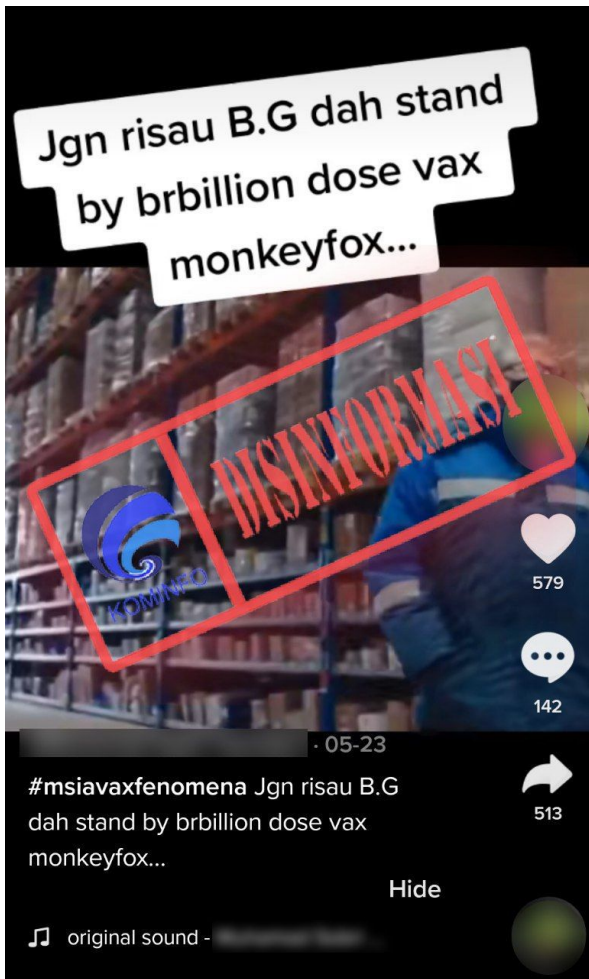 Jgn risau B.G dah stand
by brbillion dose vax
monkeyfox...
DISINFORMASI
KOMINFO
579
142
· 05-23
#msiavaxfenomena Jgn risau B.G
dah stand by brbillion dose vax
monkeyfox...
513
Hide
original sound -